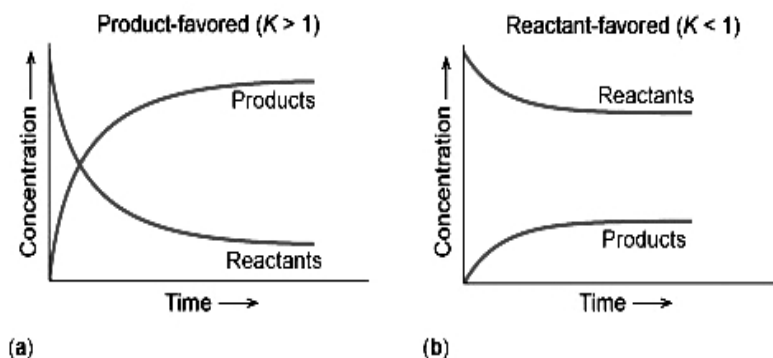 Product-favored (K > 1)
Concentration
Products
Reactants
Time
(a)
Reactant-favored (K < 1)
Concentration
Reactants
Products
Time
(b)